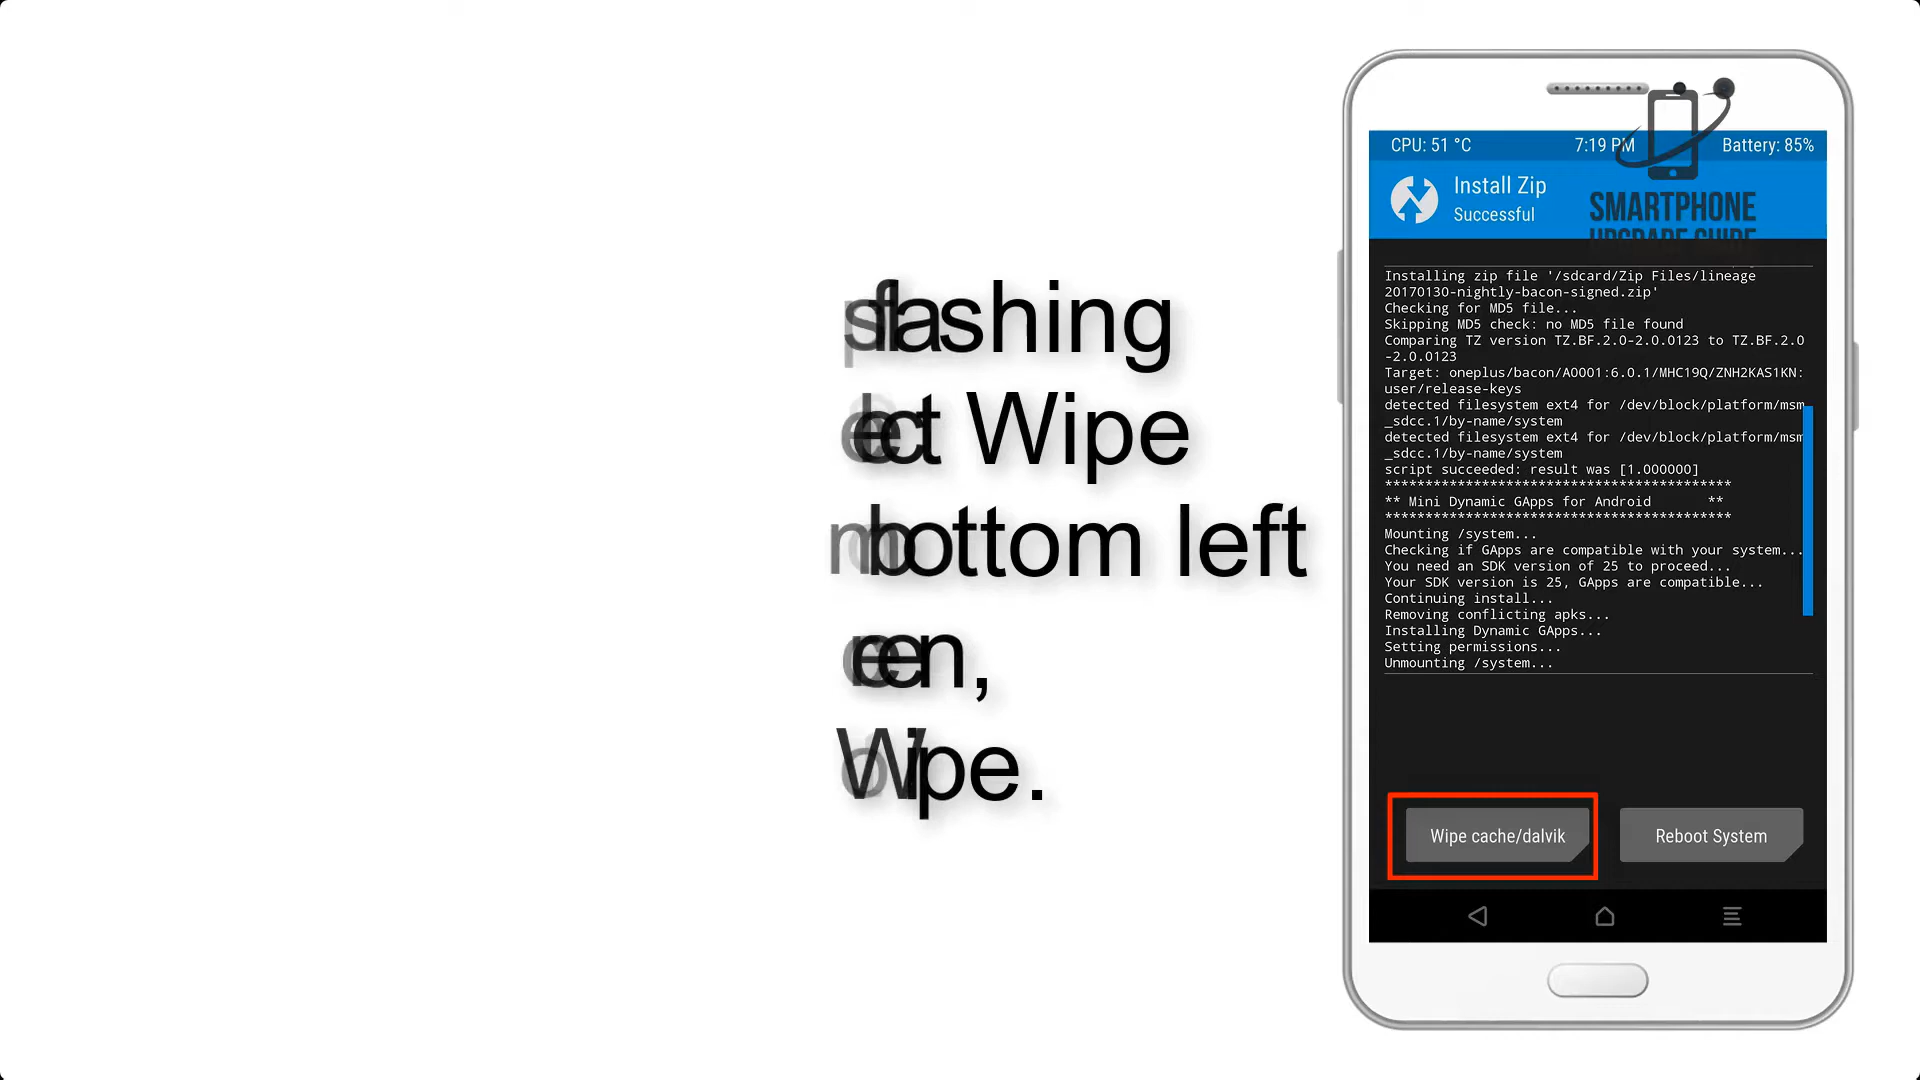 flashing
Wipe
bottom left
Wipe.
CPU: 51 °C 7:19 PM Battery: 85%
Install Zip
Successful
SMARTPHONE
UPGRADE GUIDE
Installing zip file '/sdcard/Zip Files/lineage
20170130-nightly-bacon-signed.zip'
Checking for MD5 file...
Skipping MD5 check: no MD5 file found
Comparing TZ version TZ.BF.2.0-2.0.0123 to TZ.BF.2.0
-2.0.0123
Target: oneplus/bacon/A0001:6.0.1/MHC19Q/ZNH2KAS1KN:
user/release-keys
detected filesystem ext4 for /dev/block/platform/msm
_sdcc.1/by-name/system
detected filesystem ext4 for /dev/block/platform/msm
_sdcc.1/by-name/system
script succeeded: result was [1.000000]
*******************************************
** Mini Dynamic GApps for Android **
*******************************************
Mounting /system...
Checking if GApps are compatible with your system...
You need an SDK version of 25 to proceed...
Your SDK version is 25, GApps are compatible...
Continuing install...
Removing conflicting apks...
Installing Dynamic GApps...
Setting permissions...
Unmounting /system...
Wipe cache/dalvik Reboot System